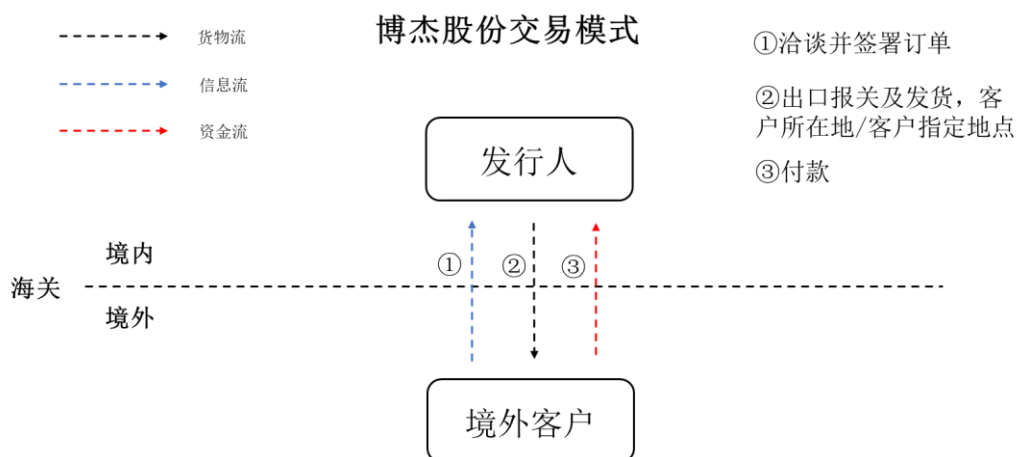 博杰股份交易模式
货物流
信息流
资金流
①洽谈并签署订单
②出口报关及发货，客
户所在地/客户指定地点
③付款
发行人
境内
① ② ③
海关
境外
境外客户